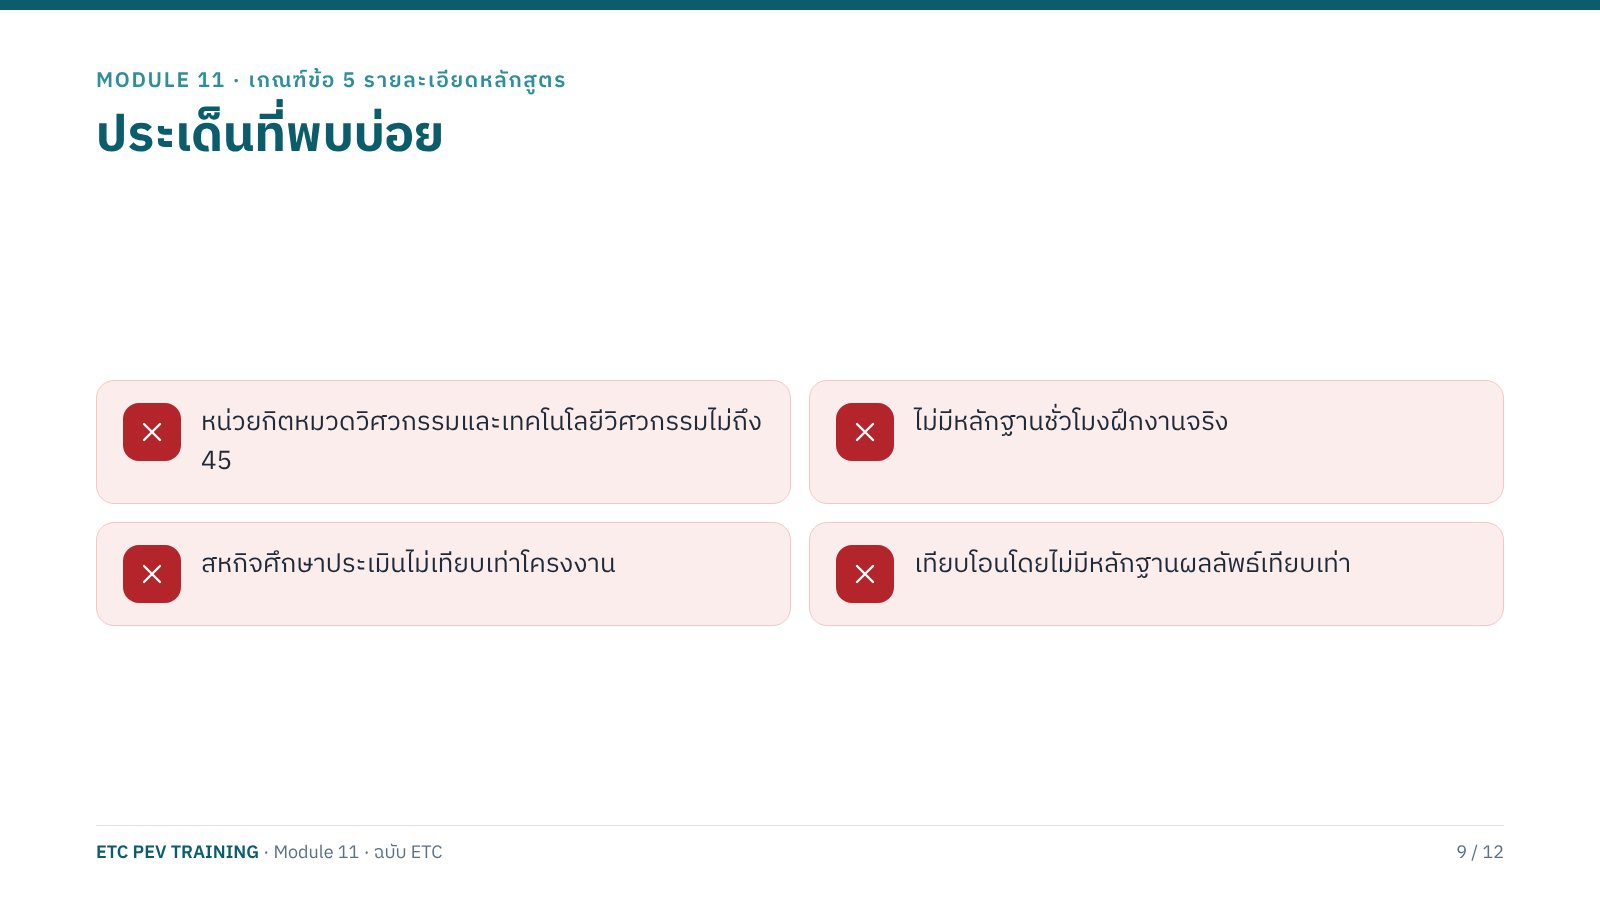 MODULE 11 · เกณฑ์ข้อ 5 รายละเอียดหลักสูตร
ประเด็นที่พบบ่อย
หน่วยกิตหมวดวิศวกรรมและเทคโนโลยีวิศวกรรมไม่ถึง
45
ไม่มีหลักฐานชั่วโมงฝึกงานจริง
สหกิจศึกษาประเมินไม่เทียบเท่าโครงงาน
เทียบโอนโดยไม่มีหลักฐานผลลัพธ์เทียบเท่า
ETC PEV TRAINING · Module 11 · ฉบับ ETC
9 / 12